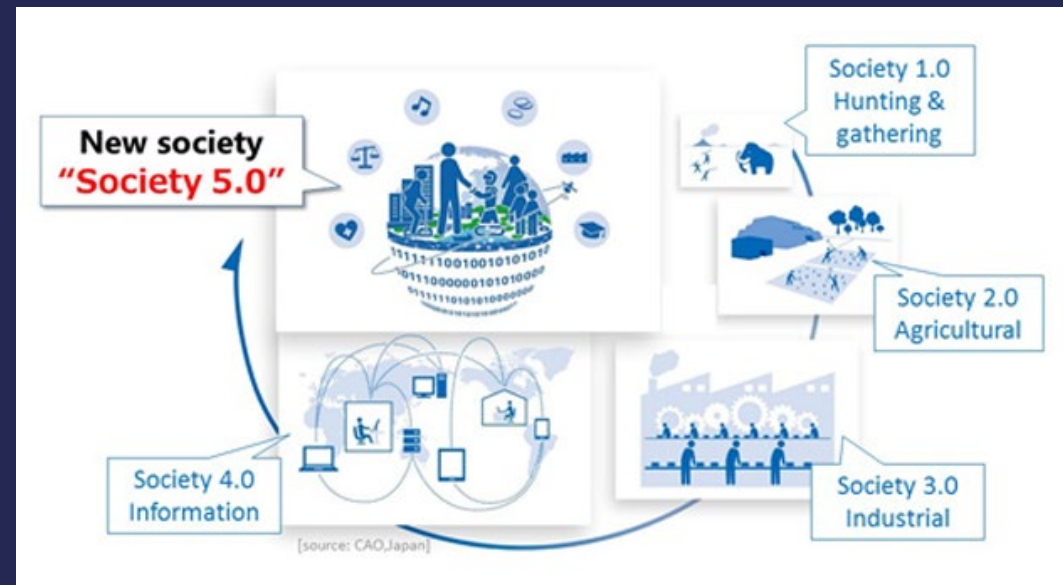 New society
“Society 5.0”
Society 1.0
Hunting &
gathering
Society 2.0
Agricultural
Society 3.0
Industrial
Society 4.0
Information
[source: CAO,Japan]